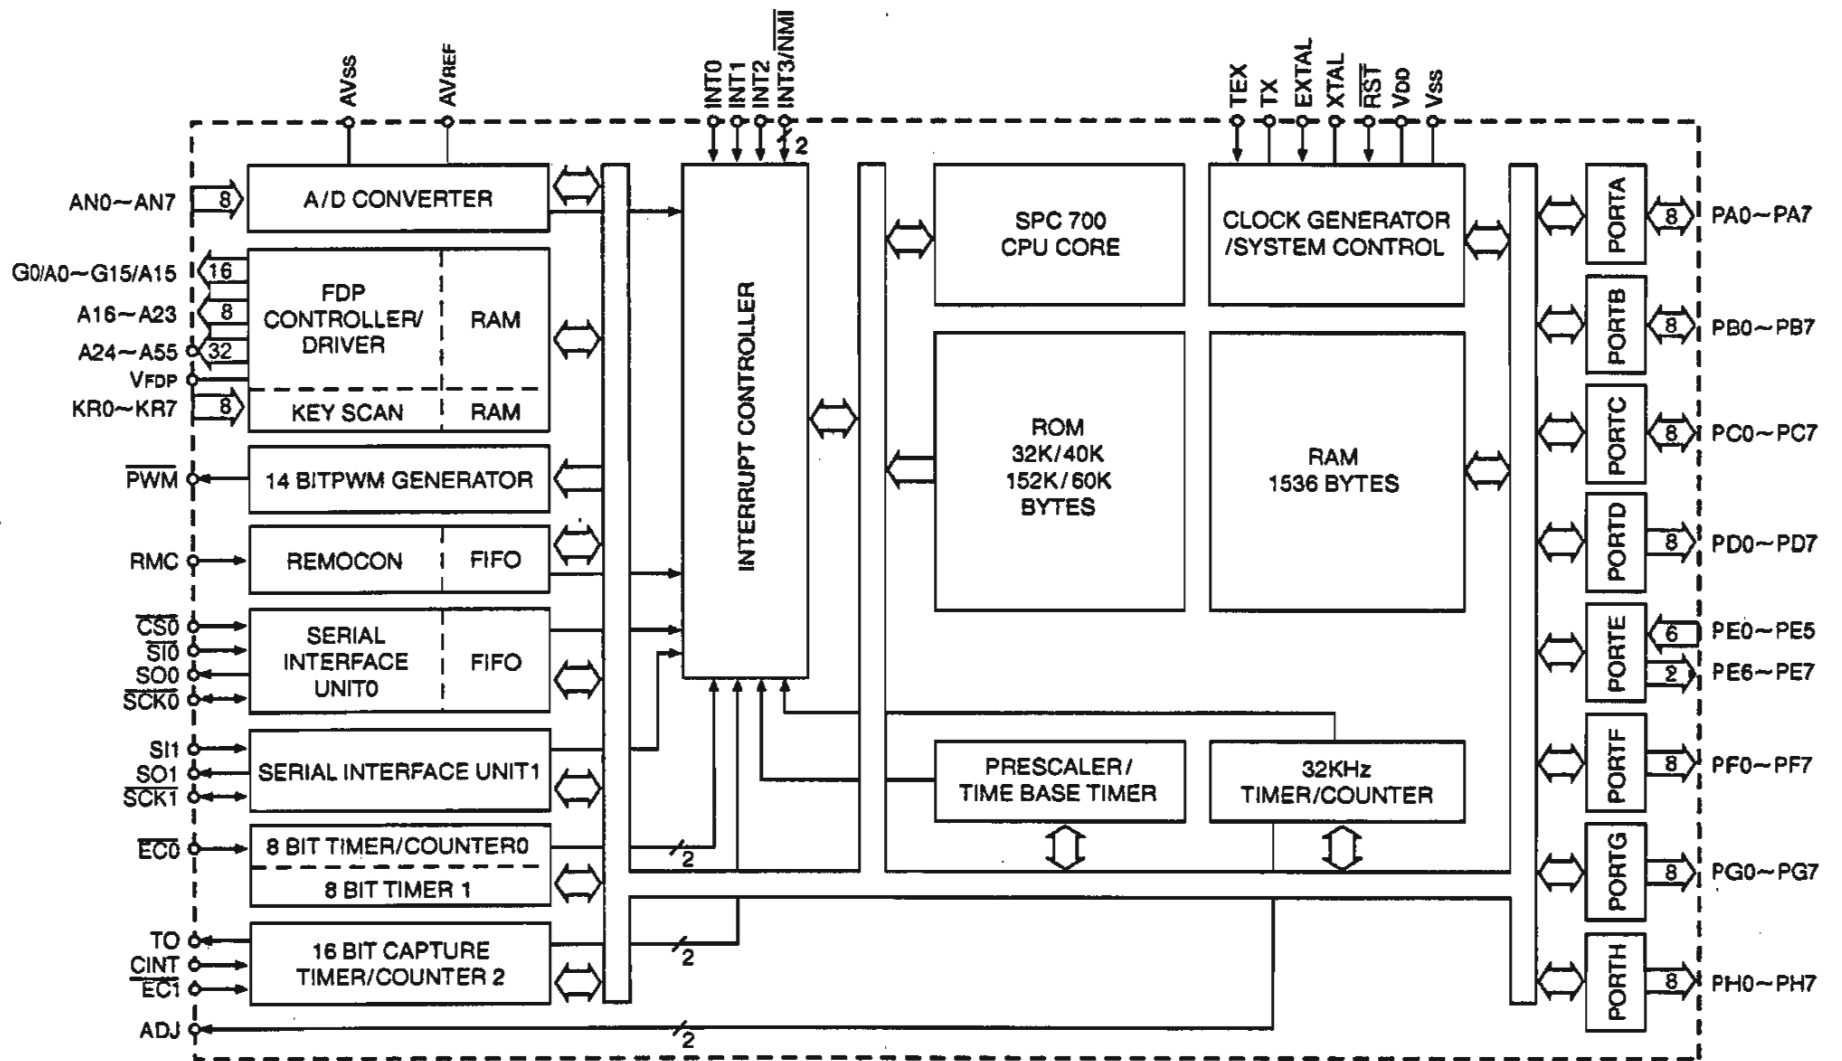 AVSS
AVREF
INT0
INT1
INT2
INT3/NMI
2
TEX
TX
EXTAL
XTAL
RST
VDD
VSS
AN0~AN7
8
A/D CONVERTER
G0/A0~G15/A15
16
A16~A23
8
A24~A55
32
VFDP
KR0~KR7
8
FDP
CONTROLLER/
DRIVER
RAM
KEY SCAN
RAM
PWM
14 BITPWM GENERATOR
RMC
REMOCON
FIFO
CS0
SI0
SO0
SCK0
SERIAL
INTERFACE
UNIT0
FIFO
SI1
SO1
SCK1
SERIAL INTERFACE UNIT1
EC0
8 BIT TIMER/COUNTER0
8 BIT TIMER 1
2
TO
CINT
EC1
16 BIT CAPTURE
TIMER/COUNTER 2
2
ADJ
2
INTERRUPT CONTROLLER
SPC 700
CPU CORE
CLOCK GENERATOR
/SYSTEM CONTROL
ROM
32K/40K
152K/60K
BYTES
RAM
1536 BYTES
PRESCALER/
TIME BASE TIMER
32KHz
TIMER/COUNTER
PORTA
8
PA0~PA7
PORTB
8
PB0~PB7
PORTC
8
PC0~PC7
PORTD
8
PD0~PD7
PORTE
6
PE0~PE5
2
PE6~PE7
PORTF
8
PF0~PF7
PORTG
8
PG0~PG7
PORTH
8
PH0~PH7